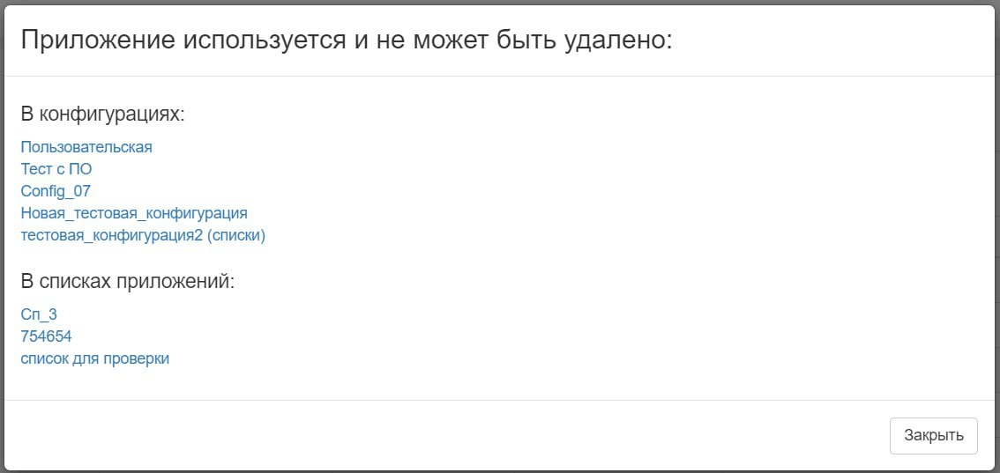 Приложение используется и не может быть удалено:
В конфигурациях:
Пользовательская
Тест с ПО
Config_07
Новая_тестовая_конфигурация
тестовая_конфигурация2 (списки)
В списках приложений:
Сп_3
754654
список для проверки
Закрыть